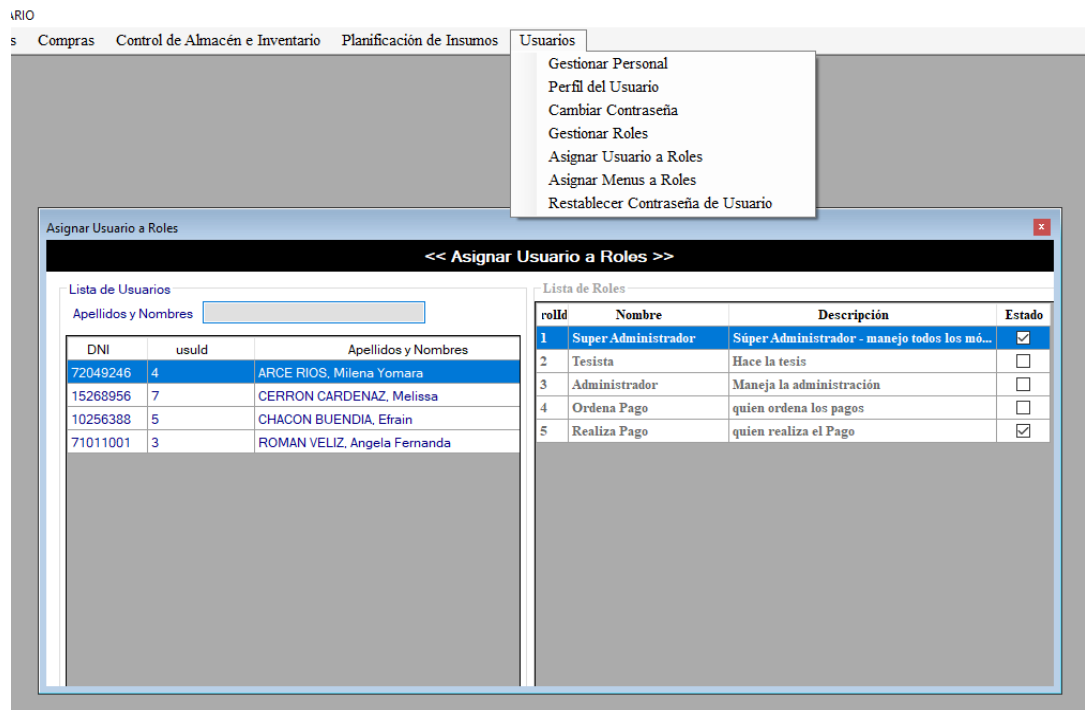 ARIO
s Compras Control de Almacén e Inventario Planificación de Insumos Usuarios
Gestionar Personal
Perfil del Usuario
Cambiar Contraseña
Gestionar Roles
Asignar Usuario a Roles
Asignar Menus a Roles
Restablecer Contraseña de Usuario
Asignar Usuario a Roles x
<< Asignar Usuario a Roles >>
Lista de Usuarios
Apellidos y Nombres
DNI usuId Apellidos y Nombres
72049246 4 ARCE RIOS, Milena Yomara
15268956 7 CERRON CARDENAZ, Melissa
10256388 5 CHACON BUENDIA, Efrain
71011001 3 ROMAN VELIZ, Angela Fernanda
Lista de Roles
rolId Nombre Descripción Estado
1 Super Administrador Súper Administrador - manejo todos los mó...
2 Tesista Hace la tesis
3 Administrador Maneja la administración
4 Ordena Pago quien ordena los pagos
5 Realiza Pago quien realiza el Pago